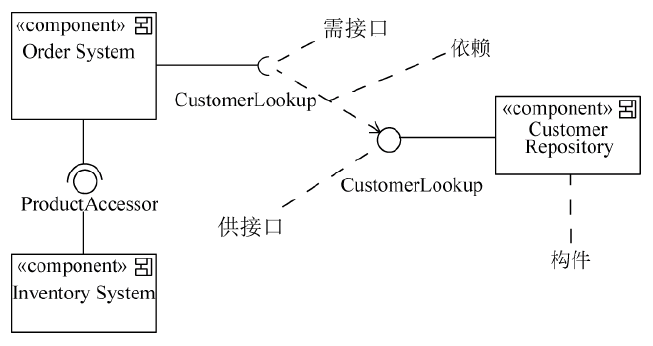 «component»
Order System
需接口
依赖
CustomerLookup
«component»
Customer
Repository
CustomerLookup
ProductAccessor
供接口
构件
«component»
Inventory System